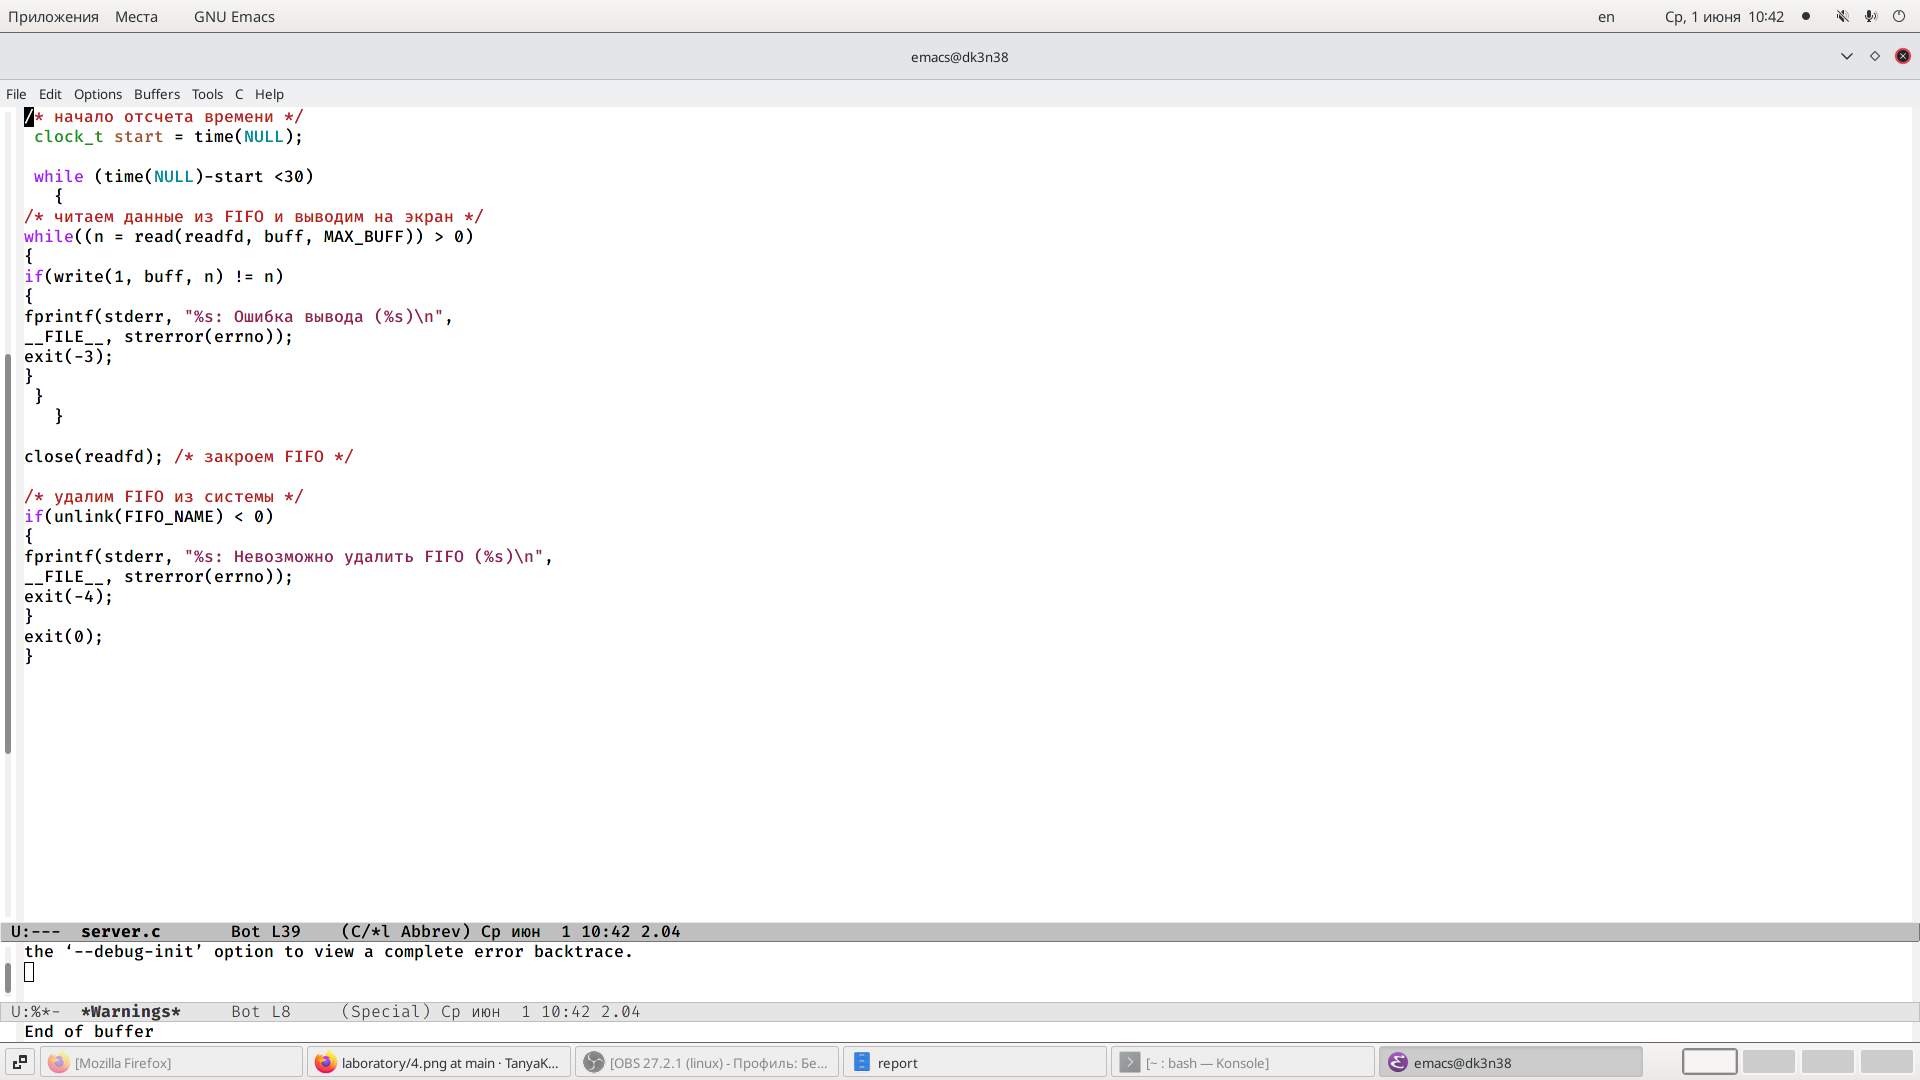 Приложения Места GNU Emacs en Ср, 1 июня 10:42
emacs@dk3n38
File Edit Options Buffers Tools C Help
/* начало отсчета времени */
clock_t start = time(NULL);
while (time(NULL)-start <30)
{
/* читаем данные из FIFO и выводим на экран */
while((n = read(readfd, buff, MAX_BUFF)) > 0)
{
if(write(1, buff, n) != n)
{
fprintf(stderr, "%s: Ошибка вывода (%s)\n",
__FILE__, strerror(errno));
exit(-3);
}
}
}
close(readfd); /* закроем FIFO */
/* удалим FIFO из системы */
if(unlink(FIFO_NAME) < 0)
{
fprintf(stderr, "%s: Невозможно удалить FIFO (%s)\n",
__FILE__, strerror(errno));
exit(-4);
}
exit(0);
}
U:--- server.c Bot L39 (C/*l Abbrev) Ср июн 1 10:42 2.04
the ‘--debug-init’ option to view a complete error backtrace.
U:%*- *Warnings* Bot L8 (Special) Ср июн 1 10:42 2.04
End of buffer
[Mozilla Firefox] laboratory/4.png at main · TanyaK... [OBS 27.2.1 (linux) - Профиль: Бе... report [~ : bash — Konsole] emacs@dk3n38